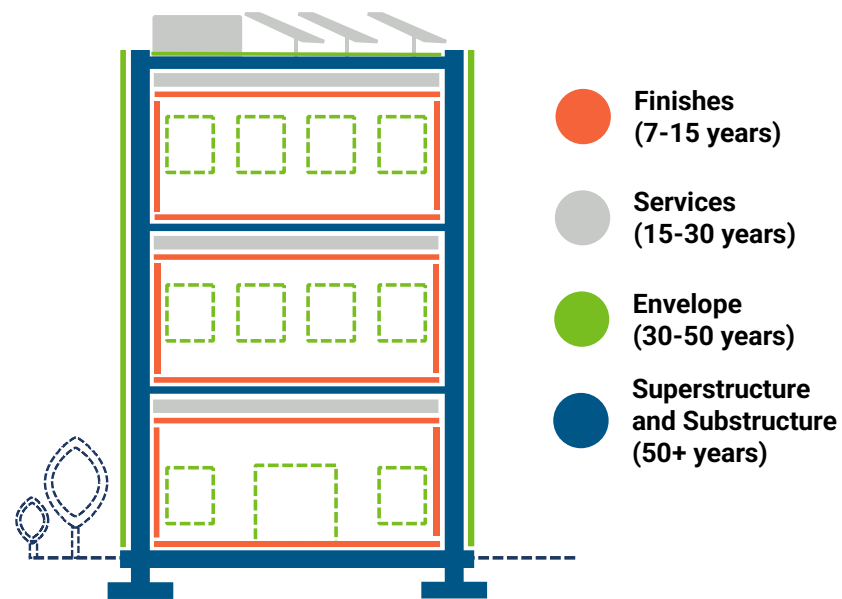 Finishes
(7-15 years)
Services
(15-30 years)
Envelope
(30-50 years)
Superstructure
and Substructure
(50+ years)